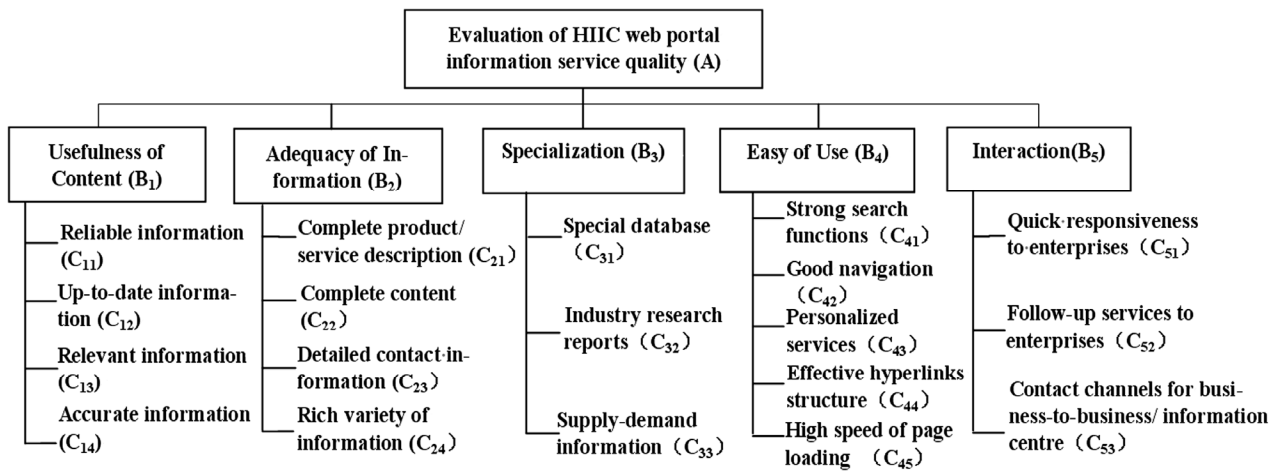 Evaluation of HIIC web portal
information service quality (A)
Usefulness of
Content (B₁)
Reliable information
(C₁₁)
Up-to-date informa-
tion (C₁₂)
Relevant information
(C₁₃)
Accurate information
(C₁₄)
Adequacy of In-
formation (B₂)
Complete product/
service description (C₂₁)
Complete content
(C₂₂)
Detailed contact·in-
formation (C₂₃)
Rich variety of
information (C₂₄)
Specialization (B₃)
Special database
(C₃₁)
Industry research
reports (C₃₂)
Supply-demand
information (C₃₃)
Easy of Use (B₄)
Strong search
functions (C₄₁)
Good navigation
(C₄₂)
Personalized
services (C₄₃)
Effective hyperlinks
structure (C₄₄)
High speed of page
loading (C₄₅)
Interaction(B₅)
Quick·responsiveness
to·enterprises (C₅₁)
Follow-up services to
enterprises (C₅₂)
Contact channels for busi-
ness-to-business/ information
centre (C₅₃)